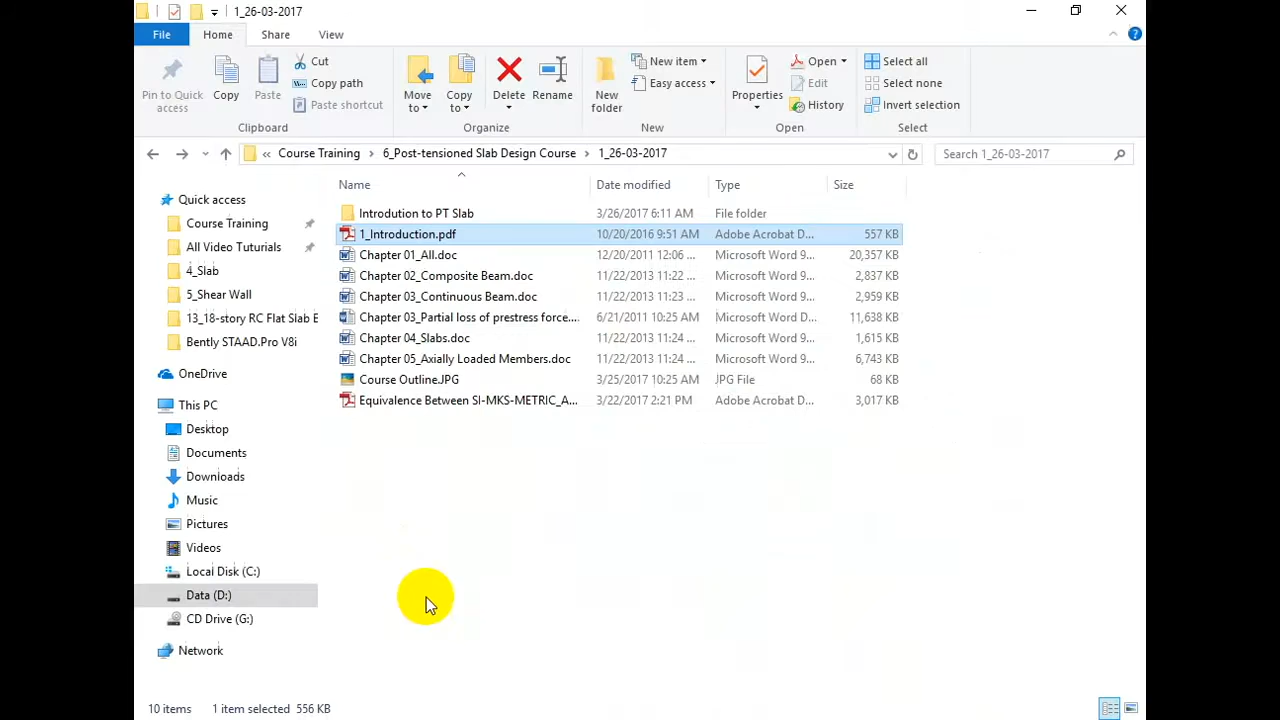 1_26-03-2017
File Home Share View
Pin to Quick access
Copy
Paste
Cut
Copy path
Paste shortcut
Clipboard
Move to
Copy to
Delete
Rename
Organize
New folder
New item
Easy access
New
Properties
Open
Edit
History
Open
Select all
Select none
Invert selection
Select
« Course Training > 6_Post-tensioned Slab Design Course > 1_26-03-2017
Search 1_26-03-2017
Quick access
Course Training
All Video Tuturials
4_Slab
5_Shear Wall
13_18-story RC Flat Slab E
Bently STAAD.Pro V8i
OneDrive
This PC
Desktop
Documents
Downloads
Music
Pictures
Videos
Local Disk (C:)
Data (D:)
CD Drive (G:)
Network
Name Date modified Type Size
Introdution to PT Slab 3/26/2017 6:11 AM File folder
1_Introduction.pdf 10/20/2016 9:51 AM Adobe Acrobat D... 557 KB
Chapter 01_All.doc 12/20/2011 12:06 ... Microsoft Word 9... 20,357 KB
Chapter 02_Composite Beam.doc 11/22/2013 11:22 ... Microsoft Word 9... 2,837 KB
Chapter 03_Continuous Beam.doc 11/22/2013 11:23 ... Microsoft Word 9... 2,959 KB
Chapter 03_Partial loss of prestress force.... 6/21/2011 10:25 AM Microsoft Word D... 11,638 KB
Chapter 04_Slabs.doc 11/22/2013 11:24 ... Microsoft Word 9... 1,615 KB
Chapter 05_Axially Loaded Members.doc 11/22/2013 11:24 ... Microsoft Word 9... 6,743 KB
Course Outline.JPG 3/25/2017 10:25 AM JPG File 68 KB
Equivalence Between SI-MKS-METRIC_A... 3/22/2017 2:21 PM Adobe Acrobat D... 3,017 KB
10 items 1 item selected 556 KB